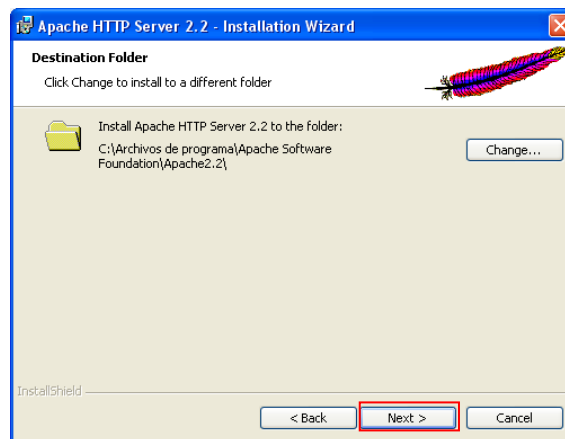 Apache HTTP Server 2.2 - Installation Wizard
Destination Folder
Click Change to install to a different folder
Install Apache HTTP Server 2.2 to the folder:
C:\Archivos de programa\Apache Software
Foundation\Apache2.2\
Change...
InstallShield
< Back
Next >
Cancel